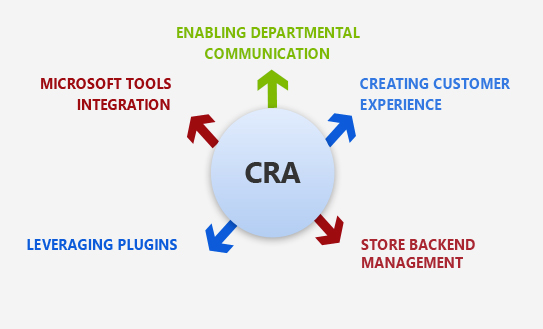 ENABLING DEPARTMENTAL
COMMUNICATION
MICROSOFT TOOLS
INTEGRATION
CREATING CUSTOMER
EXPERIENCE
CRA
LEVERAGING PLUGINS
STORE BACKEND
MANAGEMENT